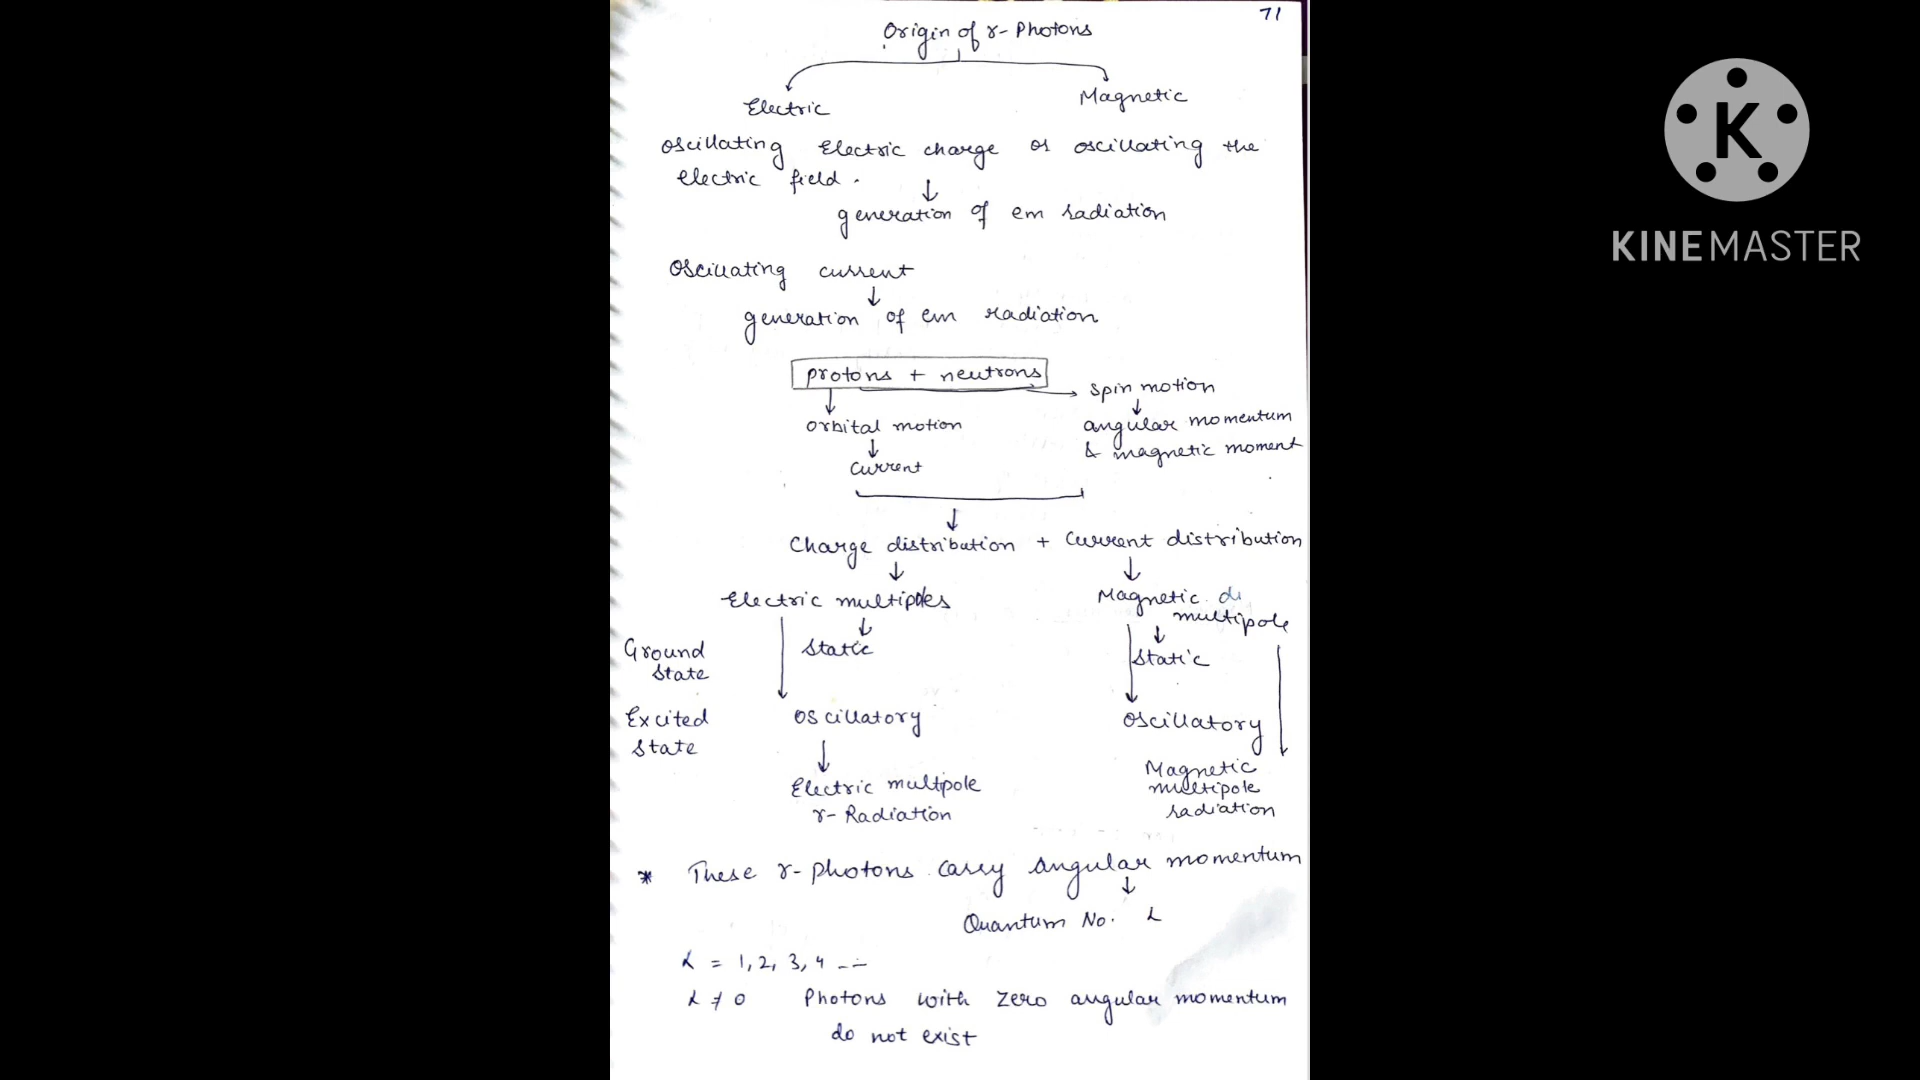 71
Origin of γ- Photons
Electric
Magnetic
Oscillating Electric charge or oscillating the
electric field.
↓
generation of em radiation
Oscillating current
↓
generation of em radiation
protons + neutrons
→ spin motion
↓
orbital motion
angular momentum
& magnetic moment
↓
current
↓
Charge distribution + Current distribution
↓ ↓
Electric multipoles
Magnetic di
multipole
Ground
state
↓ static
↓ static
Excited
state
oscillatory
oscillatory
↓
Electric multpole
γ- Radiation
Magnetic
multipole
radiation
* These γ-photons carry angular momentum
↓
Quantum No. L
L = 1, 2, 3, 4 ---
L ≠ 0 Photons with zero angular momentum
do not exist
K
KINEMASTER